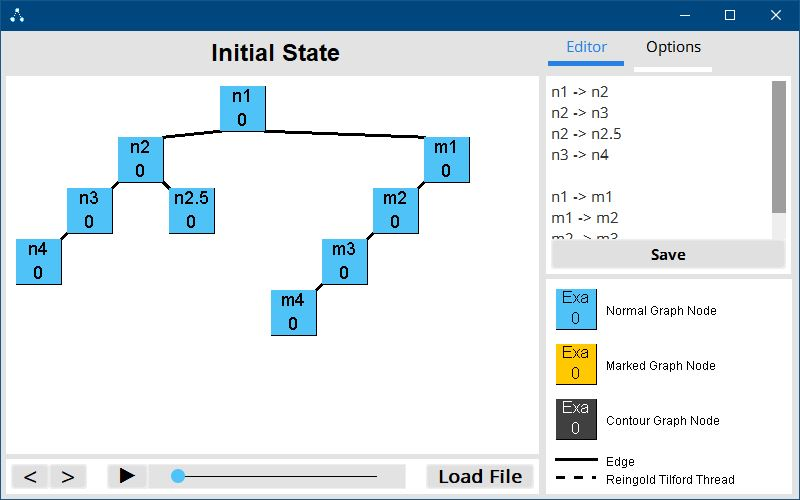 Initial State
Editor
Options
n1
0
n2
0
m1
0
n3
0
n2.5
0
m2
0
n4
0
m3
0
m4
0
n1 -> n2
n2 -> n3
n2 -> n2.5
n3 -> n4
n1 -> m1
m1 -> m2
m2 -> m3
Save
Exa
0
Normal Graph Node
Exa
0
Marked Graph Node
Exa
0
Contour Graph Node
Edge
Reingold Tilford Thread
<
>
Load File